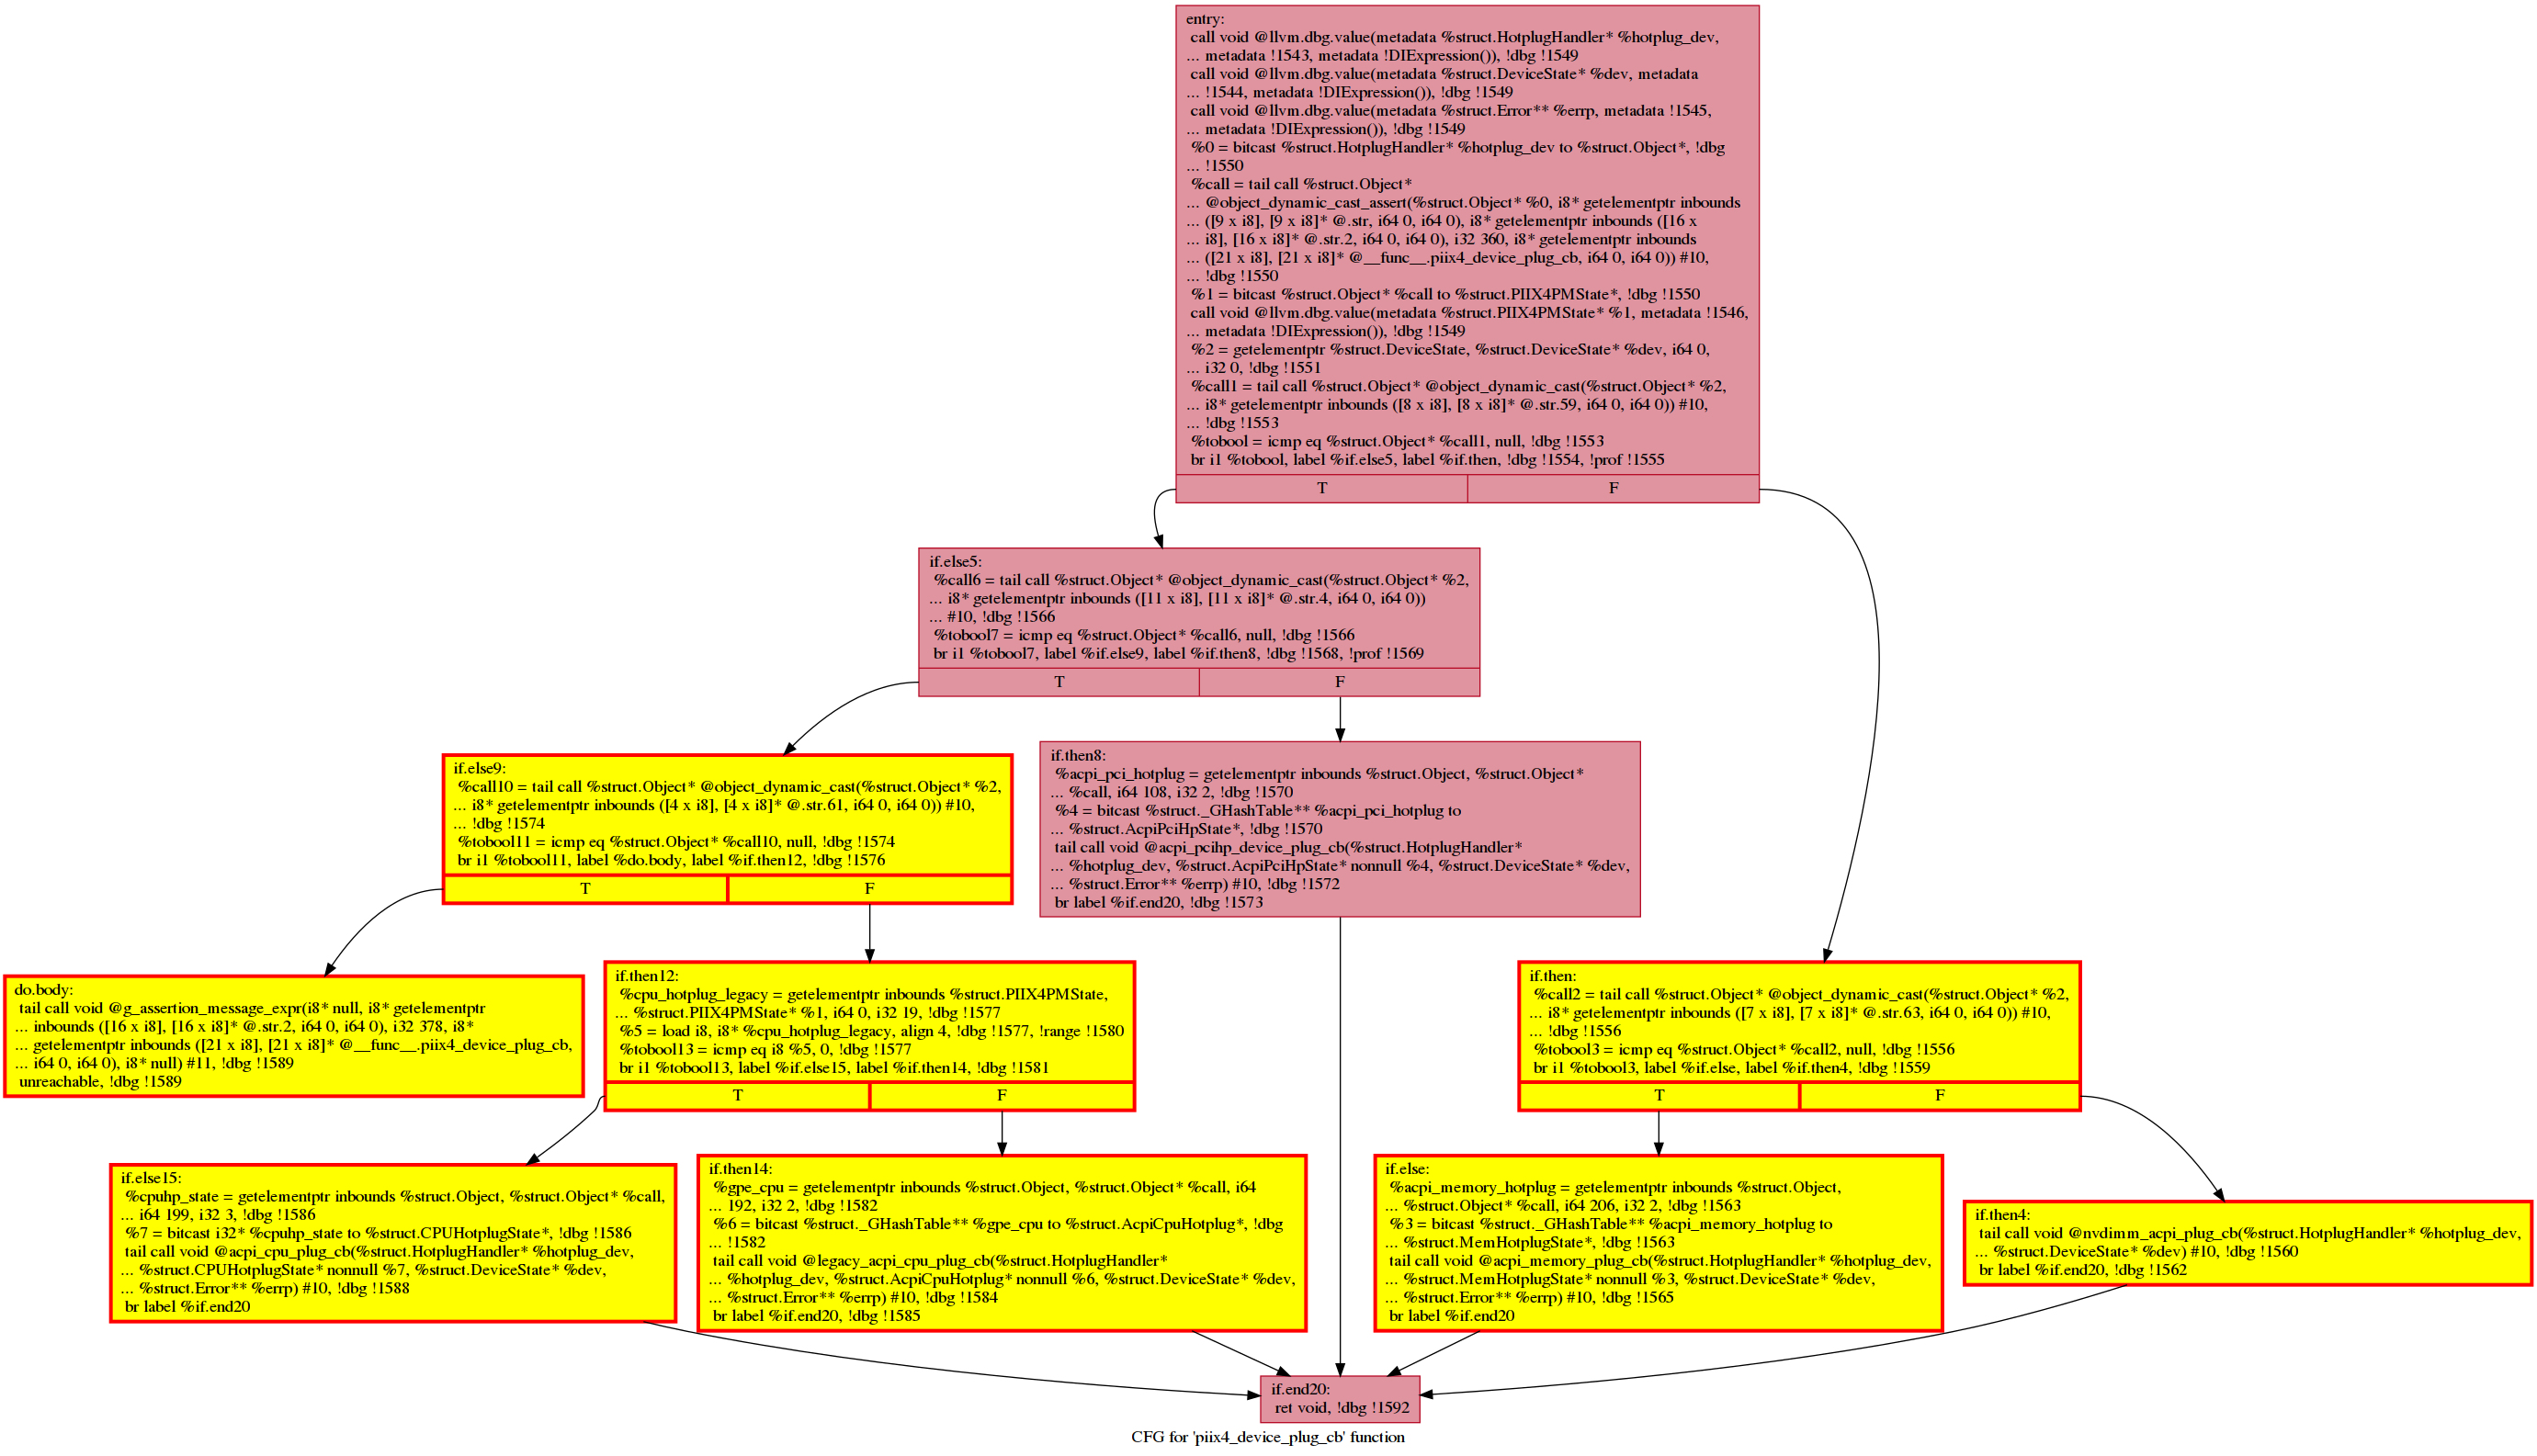 entry:
call void @llvm.dbg.value(metadata %struct.HotplugHandler* %hotplug_dev,
... metadata !1543, metadata !DIExpression()), !dbg !1549
call void @llvm.dbg.value(metadata %struct.DeviceState* %dev, metadata
... !1544, metadata !DIExpression()), !dbg !1549
call void @llvm.dbg.value(metadata %struct.Error** %errp, metadata !1545,
... metadata !DIExpression()), !dbg !1549
%0 = bitcast %struct.HotplugHandler* %hotplug_dev to %struct.Object*, !dbg
... !1550
%call = tail call %struct.Object*
... @object_dynamic_cast_assert(%struct.Object* %0, i8* getelementptr inbounds
... ([9 x i8], [9 x i8]* @.str, i64 0, i64 0), i8* getelementptr inbounds ([16 x
... i8], [16 x i8]* @.str.2, i64 0, i64 0), i32 360, i8* getelementptr inbounds
... ([21 x i8], [21 x i8]* @__func__.piix4_device_plug_cb, i64 0, i64 0)) #10,
... !dbg !1550
%1 = bitcast %struct.Object* %call to %struct.PIIX4PMState*, !dbg !1550
call void @llvm.dbg.value(metadata %struct.PIIX4PMState* %1, metadata !1546,
... metadata !DIExpression()), !dbg !1549
%2 = getelementptr %struct.DeviceState, %struct.DeviceState* %dev, i64 0,
... i32 0, !dbg !1551
%call1 = tail call %struct.Object* @object_dynamic_cast(%struct.Object* %2,
... i8* getelementptr inbounds ([8 x i8], [8 x i8]* @.str.59, i64 0, i64 0)) #10,
... !dbg !1553
%tobool = icmp eq %struct.Object* %call1, null, !dbg !1553
br i1 %tobool, label %if.else5, label %if.then, !dbg !1554, !prof !1555
T F
if.else5:
%call6 = tail call %struct.Object* @object_dynamic_cast(%struct.Object* %2,
... i8* getelementptr inbounds ([11 x i8], [11 x i8]* @.str.4, i64 0, i64 0))
... #10, !dbg !1566
%tobool7 = icmp eq %struct.Object* %call6, null, !dbg !1566
br i1 %tobool7, label %if.else9, label %if.then8, !dbg !1568, !prof !1569
T F
if.else9:
%call10 = tail call %struct.Object* @object_dynamic_cast(%struct.Object* %2,
... i8* getelementptr inbounds ([4 x i8], [4 x i8]* @.str.61, i64 0, i64 0)) #10,
... !dbg !1574
%tobool11 = icmp eq %struct.Object* %call10, null, !dbg !1574
br i1 %tobool11, label %do.body, label %if.then12, !dbg !1576
T F
if.then8:
%acpi_pci_hotplug = getelementptr inbounds %struct.Object, %struct.Object*
... %call, i64 108, i32 2, !dbg !1570
%4 = bitcast %struct._GHashTable** %acpi_pci_hotplug to
... %struct.AcpiPciHpState*, !dbg !1570
tail call void @acpi_pcihp_device_plug_cb(%struct.HotplugHandler*
... %hotplug_dev, %struct.AcpiPciHpState* nonnull %4, %struct.DeviceState* %dev,
... %struct.Error** %errp) #10, !dbg !1572
br label %if.end20, !dbg !1573
do.body:
tail call void @g_assertion_message_expr(i8* null, i8* getelementptr
... inbounds ([16 x i8], [16 x i8]* @.str.2, i64 0, i64 0), i32 378, i8*
... getelementptr inbounds ([21 x i8], [21 x i8]* @__func__.piix4_device_plug_cb,
... i64 0, i64 0), i8* null) #11, !dbg !1589
unreachable, !dbg !1589
if.then12:
%cpu_hotplug_legacy = getelementptr inbounds %struct.PIIX4PMState,
... %struct.PIIX4PMState* %1, i64 0, i32 19, !dbg !1577
%5 = load i8, i8* %cpu_hotplug_legacy, align 4, !dbg !1577, !range !1580
%tobool13 = icmp eq i8 %5, 0, !dbg !1577
br i1 %tobool13, label %if.else15, label %if.then14, !dbg !1581
T F
if.then:
%call2 = tail call %struct.Object* @object_dynamic_cast(%struct.Object* %2,
... i8* getelementptr inbounds ([7 x i8], [7 x i8]* @.str.63, i64 0, i64 0)) #10,
... !dbg !1556
%tobool3 = icmp eq %struct.Object* %call2, null, !dbg !1556
br i1 %tobool3, label %if.else, label %if.then4, !dbg !1559
T F
if.else15:
%cpuhp_state = getelementptr inbounds %struct.Object, %struct.Object* %call,
... i64 199, i32 3, !dbg !1586
%7 = bitcast i32* %cpuhp_state to %struct.CPUHotplugState*, !dbg !1586
tail call void @acpi_cpu_plug_cb(%struct.HotplugHandler* %hotplug_dev,
... %struct.CPUHotplugState* nonnull %7, %struct.DeviceState* %dev,
... %struct.Error** %errp) #10, !dbg !1588
br label %if.end20
if.then14:
%gpe_cpu = getelementptr inbounds %struct.Object, %struct.Object* %call, i64
... 192, i32 2, !dbg !1582
%6 = bitcast %struct._GHashTable** %gpe_cpu to %struct.AcpiCpuHotplug*, !dbg
... !1582
tail call void @legacy_acpi_cpu_plug_cb(%struct.HotplugHandler*
... %hotplug_dev, %struct.AcpiCpuHotplug* nonnull %6, %struct.DeviceState* %dev,
... %struct.Error** %errp) #10, !dbg !1584
br label %if.end20, !dbg !1585
if.else:
%acpi_memory_hotplug = getelementptr inbounds %struct.Object,
... %struct.Object* %call, i64 206, i32 2, !dbg !1563
%3 = bitcast %struct._GHashTable** %acpi_memory_hotplug to
... %struct.MemHotplugState*, !dbg !1563
tail call void @acpi_memory_plug_cb(%struct.HotplugHandler* %hotplug_dev,
... %struct.MemHotplugState* nonnull %3, %struct.DeviceState* %dev,
... %struct.Error** %errp) #10, !dbg !1565
br label %if.end20
if.then4:
tail call void @nvdimm_acpi_plug_cb(%struct.HotplugHandler* %hotplug_dev,
... %struct.DeviceState* %dev) #10, !dbg !1560
br label %if.end20, !dbg !1562
if.end20:
ret void, !dbg !1592
CFG for 'piix4_device_plug_cb' function